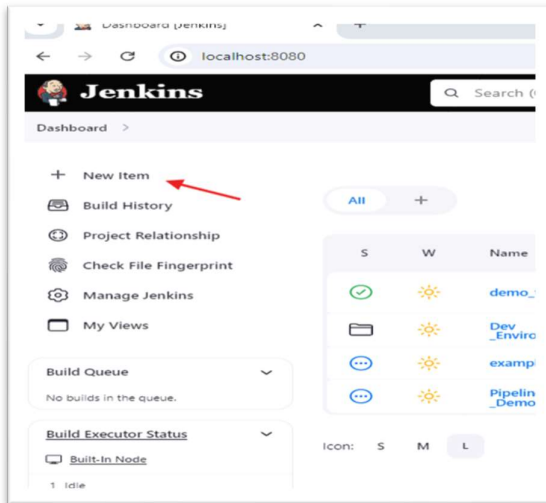 Dashboard [Jenkins]
localhost:8080
Jenkins
Search (
Dashboard >
New Item
Build History
Project Relationship
Check File Fingerprint
Manage Jenkins
My Views
All +
S W Name
demo_
Dev
_Enviro
examp
Pipelin
_Demo
Build Queue
No builds in the queue.
Build Executor Status
Built-In Node
1 Idle
Icon: S M L